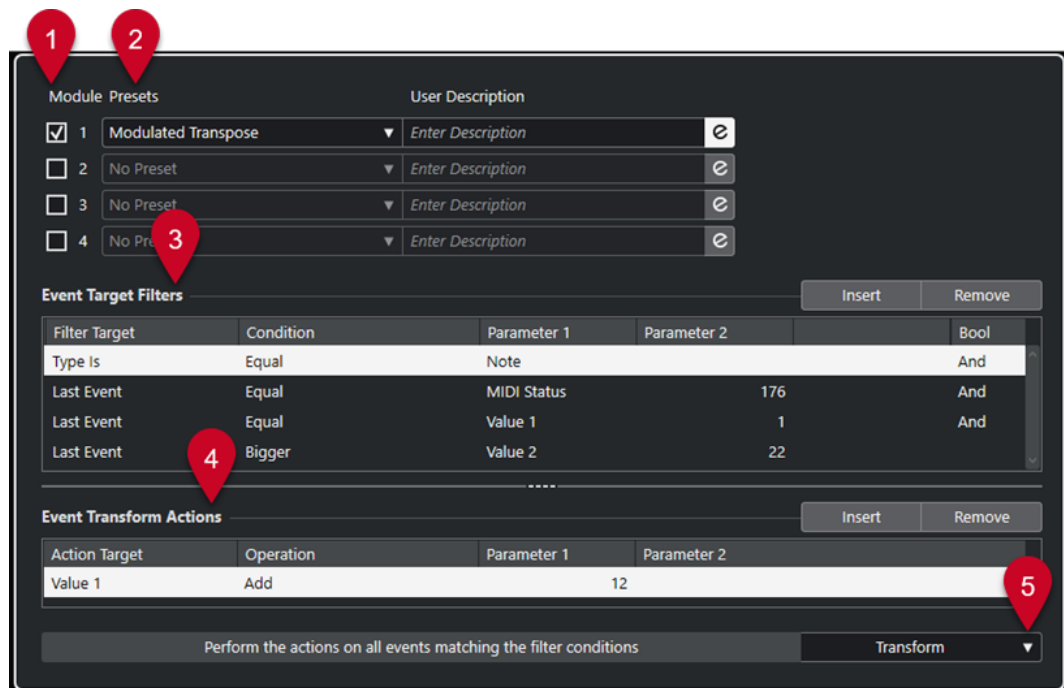 1 2
Module Presets User Description
1 Modulated Transpose Enter Description e
2 No Preset Enter Description e
3 No Preset Enter Description e
4 No Pre Enter Description e
3
Event Target Filters Insert Remove
Filter Target Condition Parameter 1 Parameter 2 Bool
Type Is Equal Note And
Last Event Equal MIDI Status 176 And
Last Event Equal Value 1 1 And
Last Event Bigger Value 2 22
4
Event Transform Actions Insert Remove
Action Target Operation Parameter 1 Parameter 2
Value 1 Add 12
5
Perform the actions on all events matching the filter conditions Transform